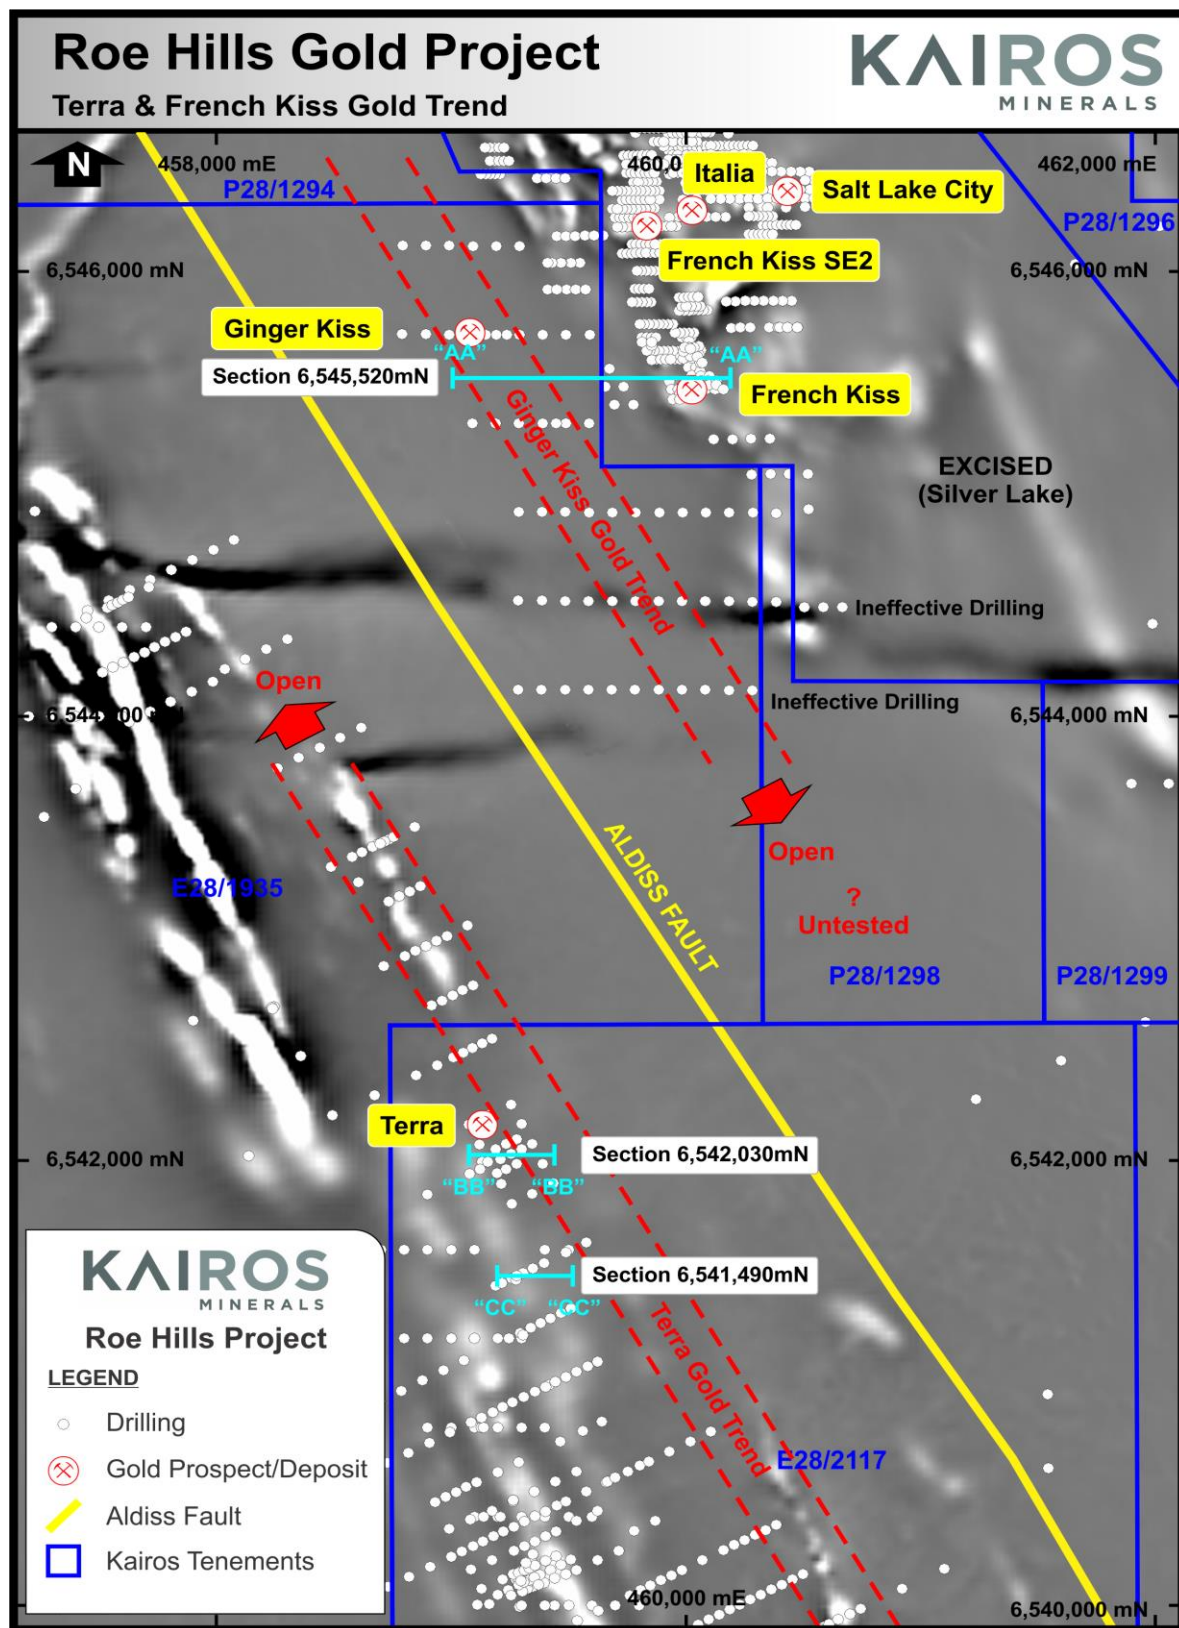 Roe Hills Gold Project
Terra & French Kiss Gold Trend
KAIROS
MINERALS
N
458,000 mE
460,0
462,000 mE
P28/1294
Italia
Salt Lake City
P28/1296
French Kiss SE2
6,546,000 mN
6,546,000 mN
Ginger Kiss
"AA"
"AA"
Section 6,545,520mN
French Kiss
Ginger Kiss Gold Trend
EXCISED
(Silver Lake)
Ineffective Drilling
Open
Ineffective Drilling
6,544,000 mN
ALDISS FAULT
Open
E28/1935
?
Untested
P28/1298
P28/1299
Terra
Section 6,542,030mN
6,542,000 mN
6,542,000 mN
"BB"
"BB"
Section 6,541,490mN
"CC"
"CC"
Terra Gold Trend
E28/2117
460,000 mE
6,540,000 mN
KAIROS
MINERALS
Roe Hills Project
LEGEND
Drilling
Gold Prospect/Deposit
Aldiss Fault
Kairos Tenements